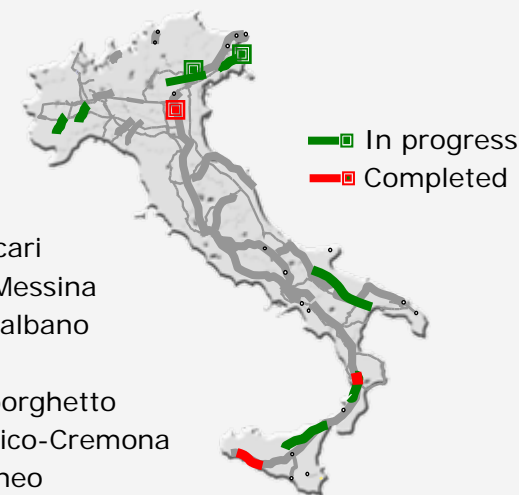 In progress
Completed
cari
Messina
albano
orghetto
ico-Cremona
neo